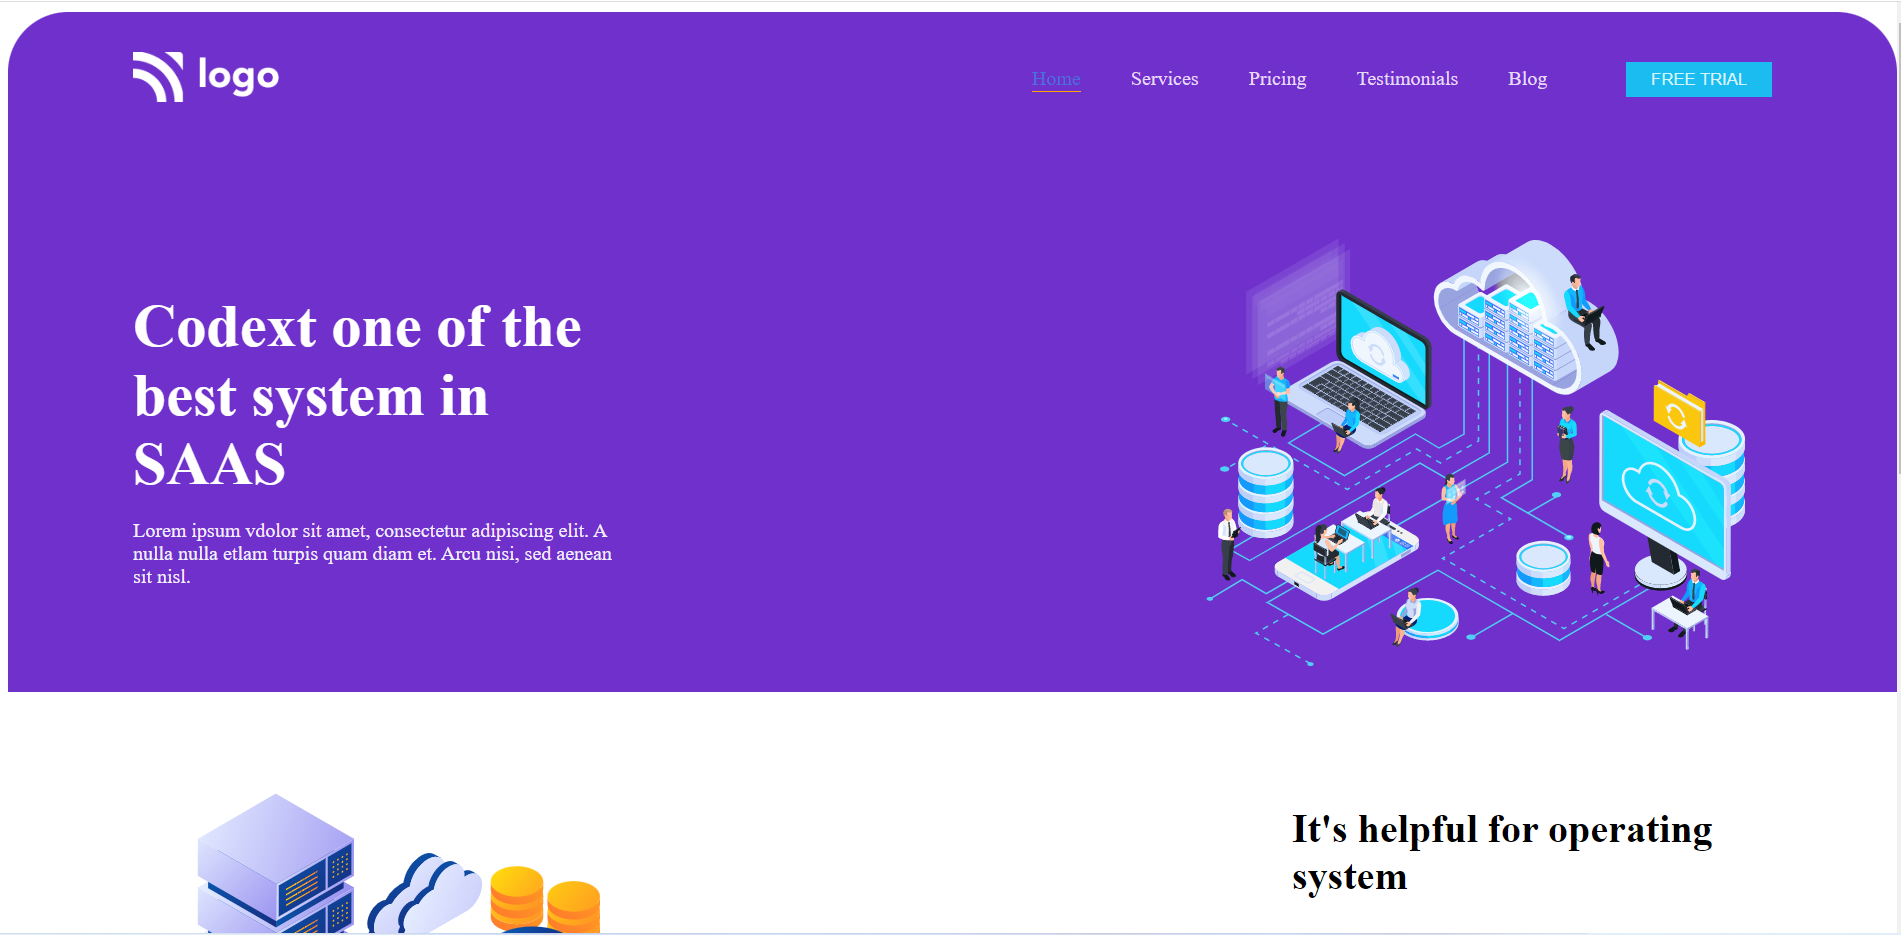 logo
Home Services Pricing Testimonials Blog FREE TRIAL
Codext one of the
best system in
SAAS
Lorem ipsum vdolor sit amet, consectetur adipiscing elit. A
nulla nulla etlam turpis quam diam et. Arcu nisi, sed aenean
sit nisl.
It's helpful for operating
system